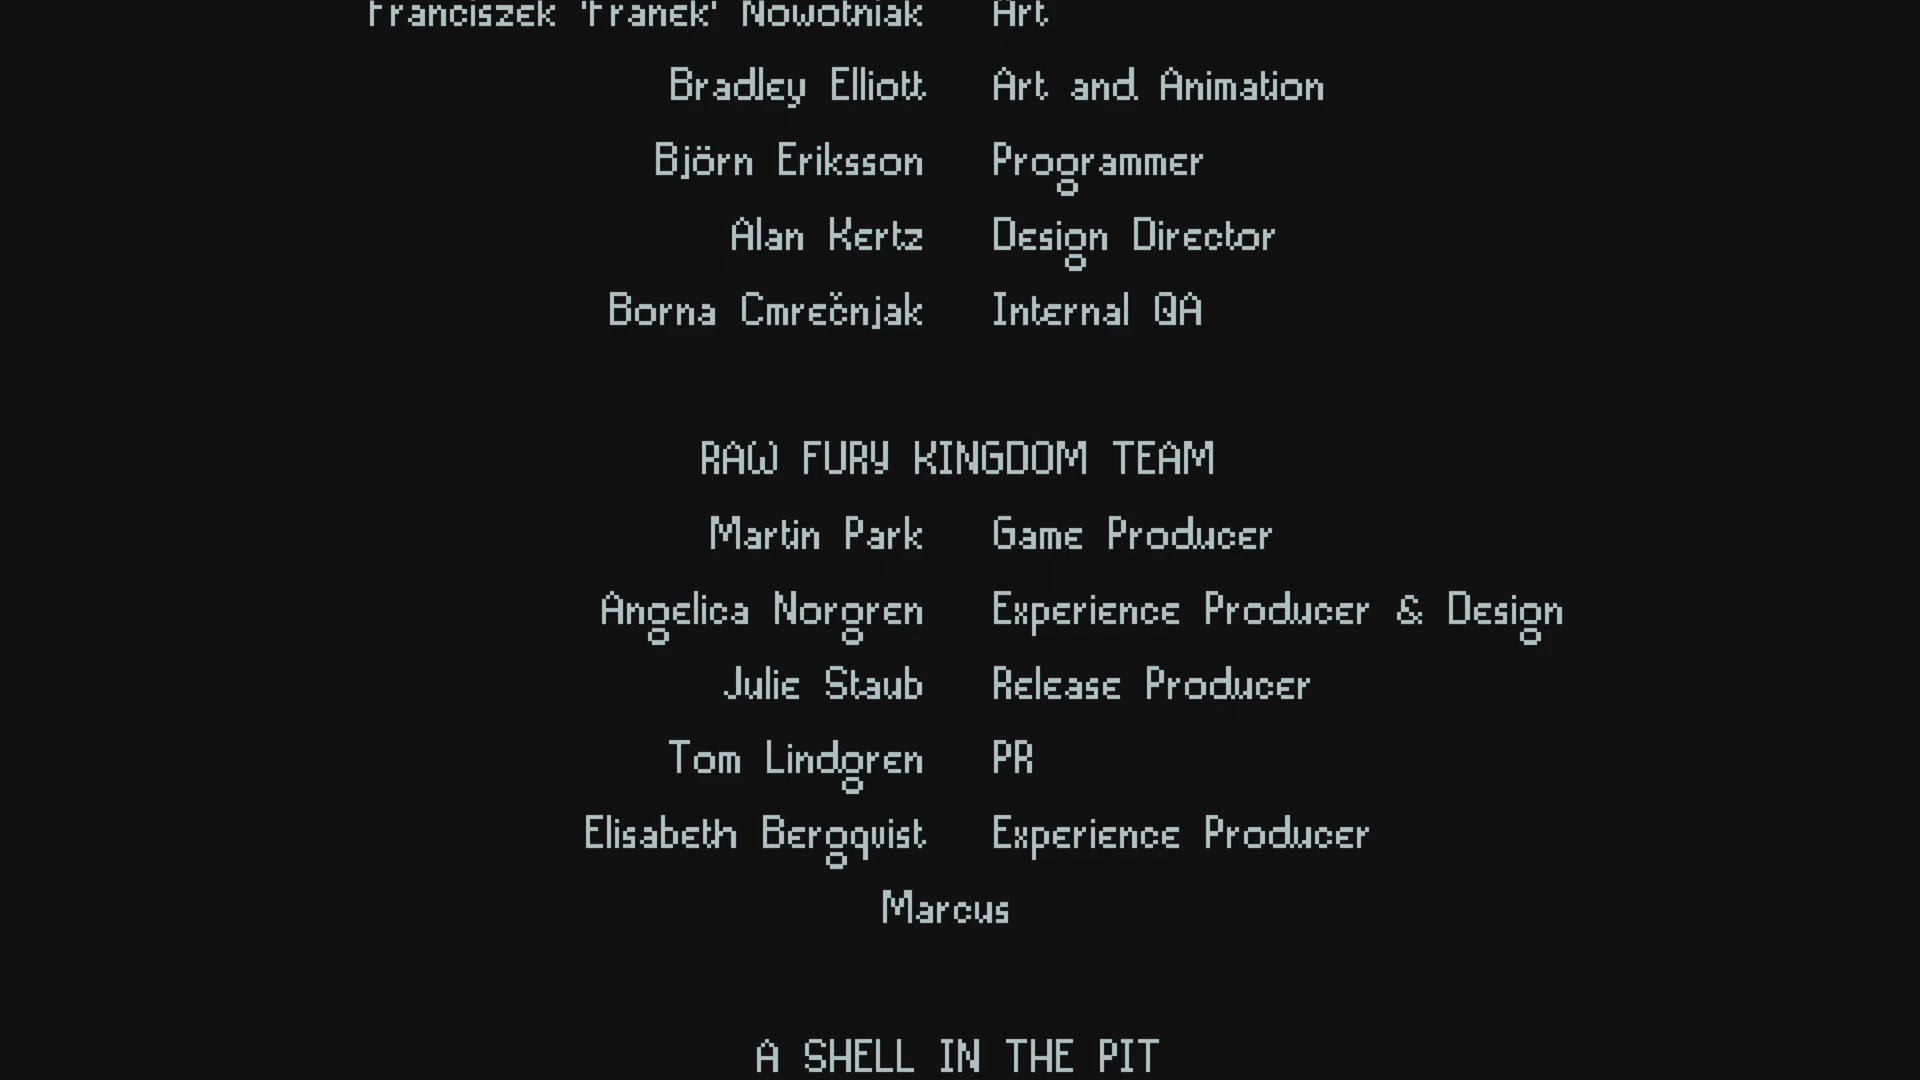 Franciszek 'Franek' Nowotniak Art
Bradley Elliott Art and Animation
Björn Eriksson Programmer
Alan Kertz Design Director
Borna Cmrečnjak Internal QA
RAW FURY KINGDOM TEAM
Martin Park Game Producer
Angelica Norgren Experience Producer & Design
Julie Staub Release Producer
Tom Lindgren PR
Elisabeth Bergqvist Experience Producer
Marcus
A SHELL IN THE PIT